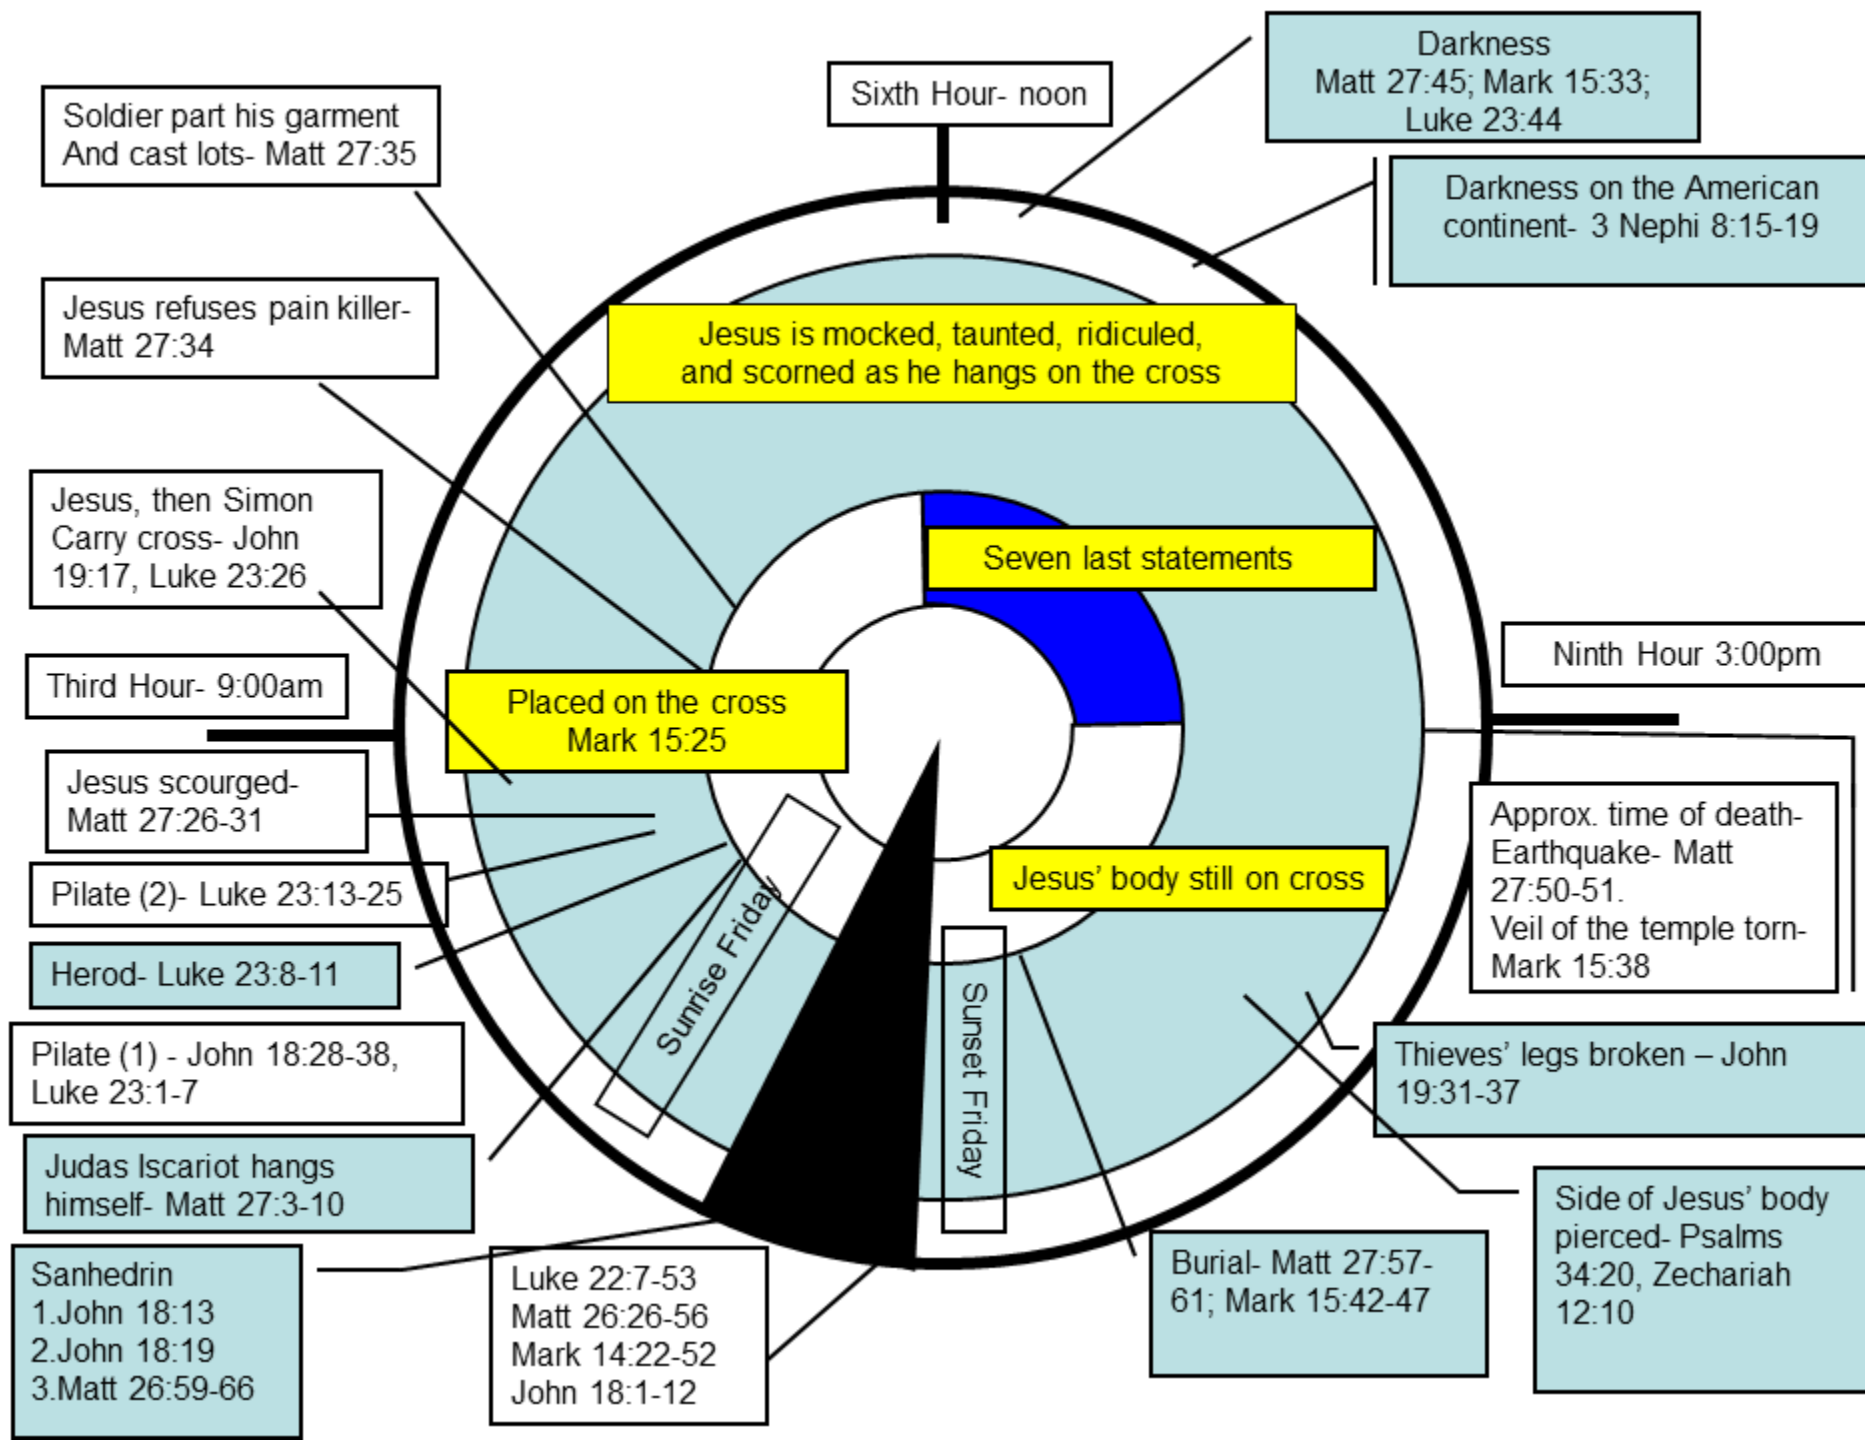 Sixth Hour- noon
Darkness
Matt 27:45; Mark 15:33;
Luke 23:44
Darkness on the American
continent- 3 Nephi 8:15-19
Soldier part his garment
And cast lots- Matt 27:35
Jesus refuses pain killer-
Matt 27:34
Jesus is mocked, taunted, ridiculed,
and scorned as he hangs on the cross
Jesus, then Simon
Carry cross- John
19:17, Luke 23:26
Seven last statements
Third Hour- 9:00am
Placed on the cross
Mark 15:25
Ninth Hour 3:00pm
Jesus scourged-
Matt 27:26-31
Approx. time of death-
Earthquake- Matt
27:50-51.
Veil of the temple torn-
Mark 15:38
Pilate (2)- Luke 23:13-25
Jesus’ body still on cross
Herod- Luke 23:8-11
Sunrise Friday
Sunset Friday
Pilate (1) - John 18:28-38,
Luke 23:1-7
Thieves’ legs broken – John
19:31-37
Judas Iscariot hangs
himself- Matt 27:3-10
Side of Jesus’ body
pierced- Psalms
34:20, Zechariah
12:10
Sanhedrin
1.John 18:13
2.John 18:19
3.Matt 26:59-66
Luke 22:7-53
Matt 26:26-56
Mark 14:22-52
John 18:1-12
Burial- Matt 27:57-
61; Mark 15:42-47